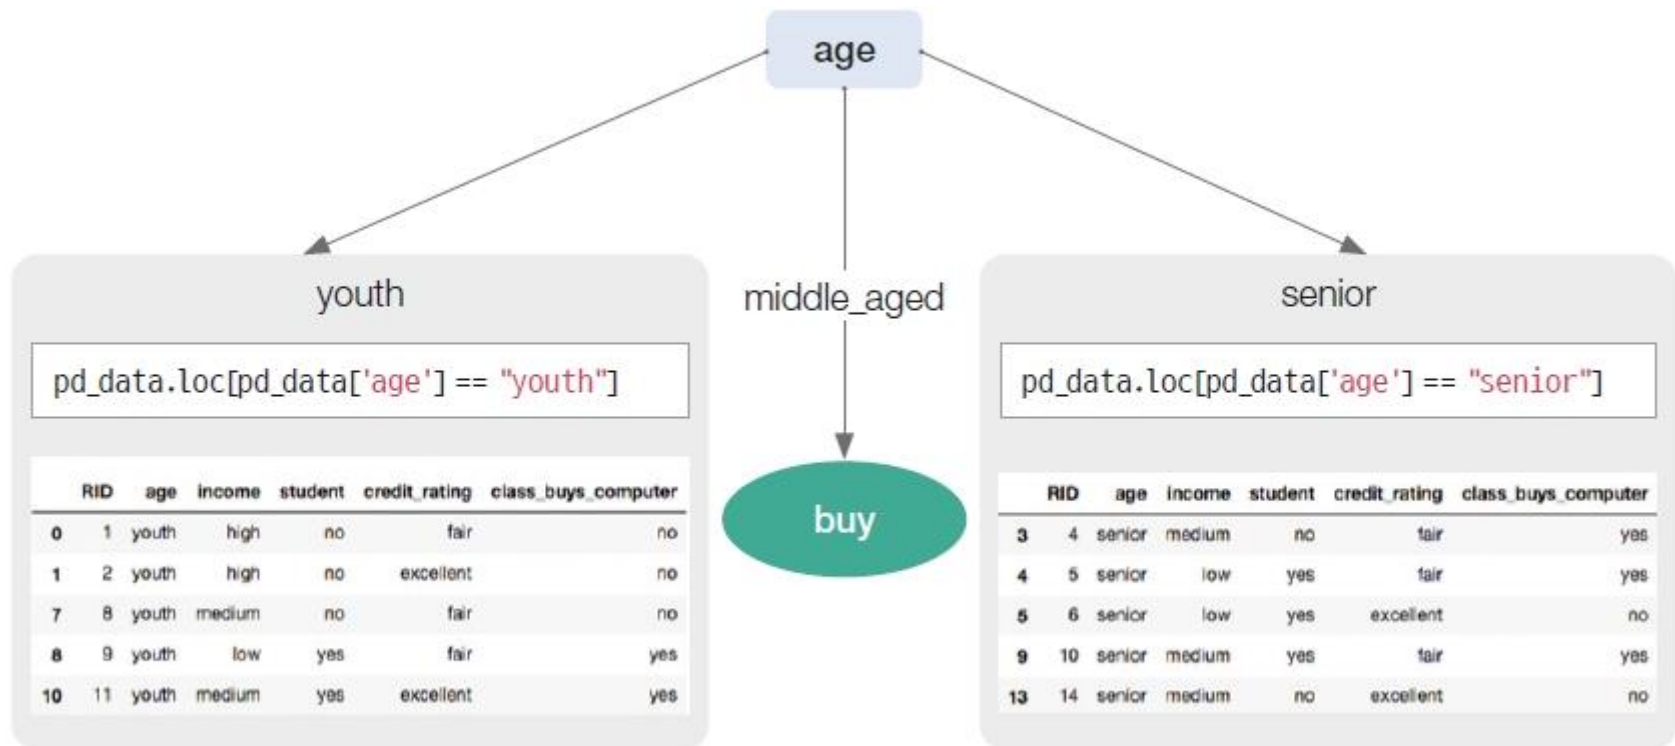 age
youth
pd_data.loc[pd_data['age'] == "youth"]
RID age income student credit_rating class_buys_computer
0 1 youth high no fair no
1 2 youth high no excellent no
7 8 youth medium no fair no
8 9 youth low yes fair yes
10 11 youth medium yes excellent yes
middle_aged
buy
senior
pd_data.loc[pd_data['age'] == "senior"]
RID age income student credit_rating class_buys_computer
3 4 senior medium no fair yes
4 5 senior low yes fair yes
5 6 senior low yes excellent no
9 10 senior medium yes fair yes
13 14 senior medium no excellent no